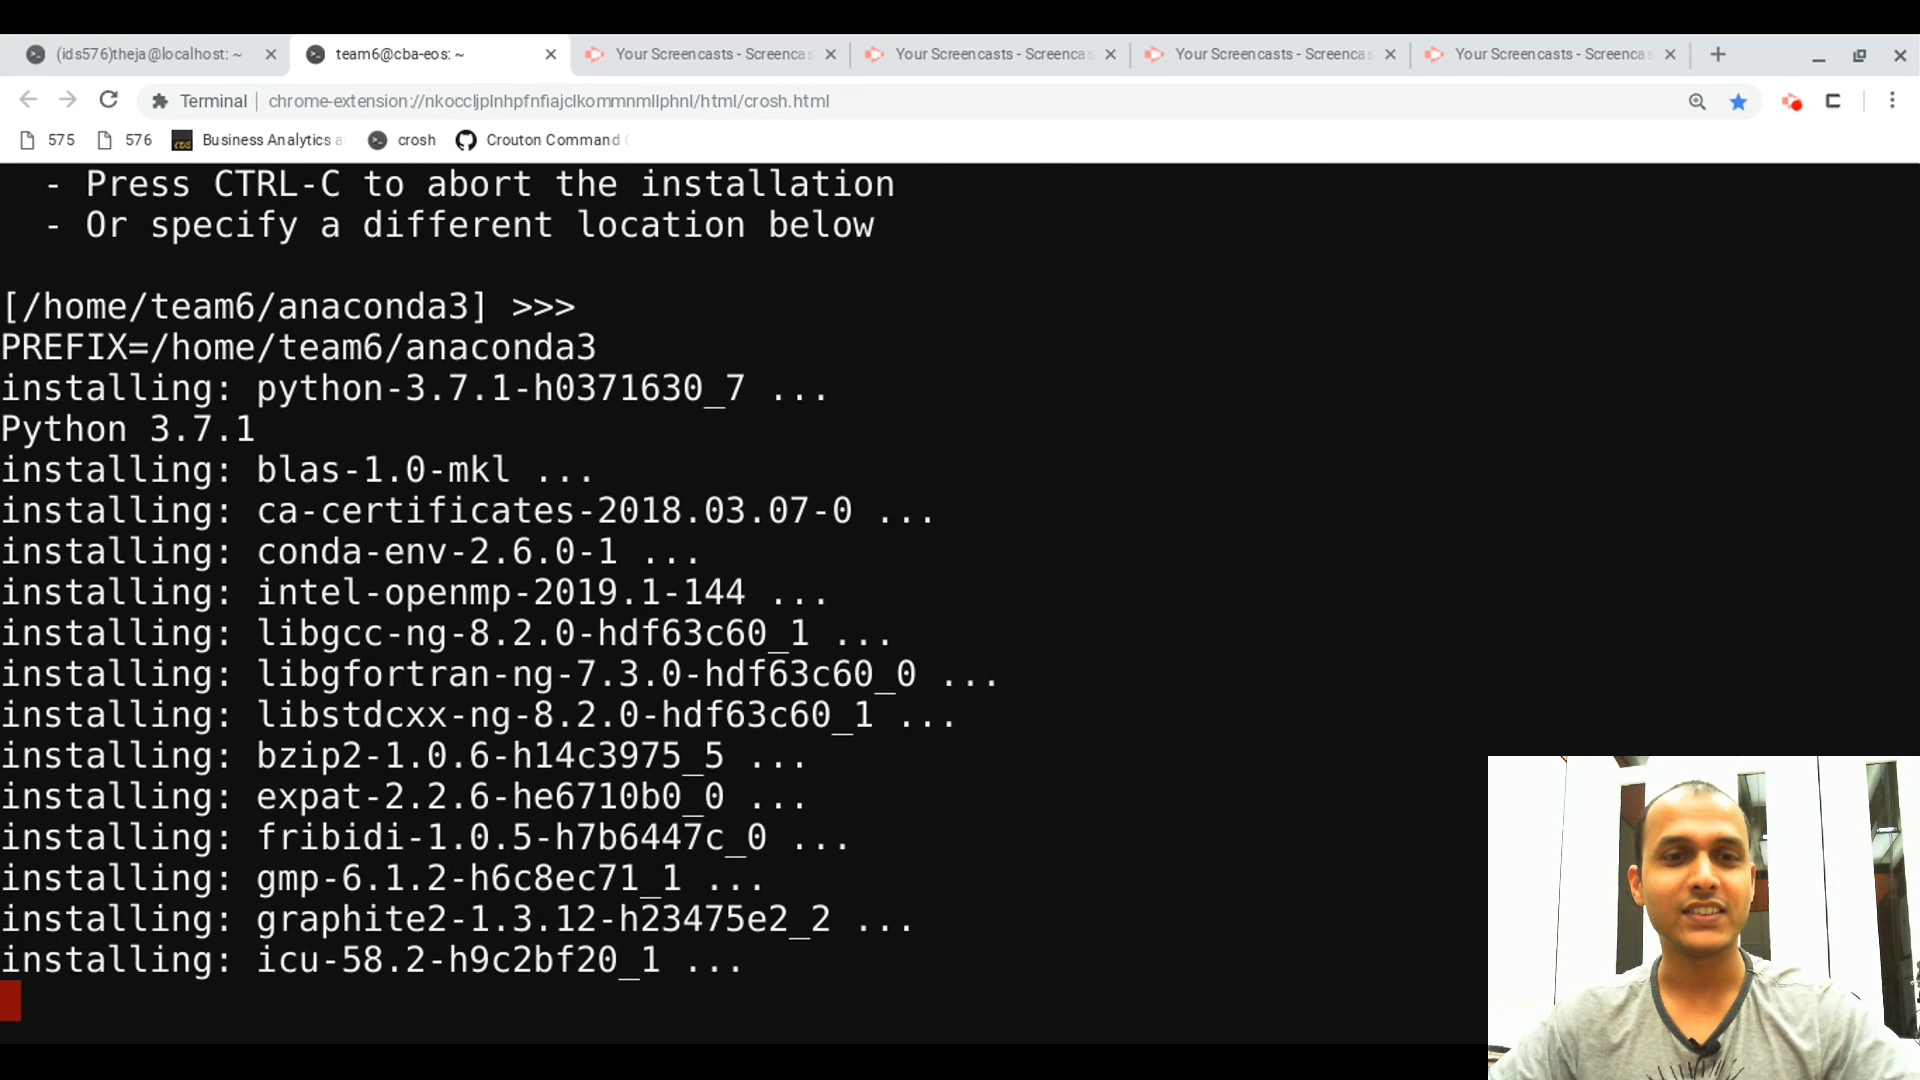 (ids576)theja@localhost: ~
team6@cba-eos: ~
Your Screencasts - Screencas
Your Screencasts - Screencas
Your Screencasts - Screencas
Your Screencasts - Screencas
Terminal | chrome-extension://nkoccljplnhpfnfiajclkommnmllphnl/html/crosh.html
575
576
Business Analytics a
crosh
Crouton Command
- Press CTRL-C to abort the installation
- Or specify a different location below
[/home/team6/anaconda3] >>>
PREFIX=/home/team6/anaconda3
installing: python-3.7.1-h0371630_7 ...
Python 3.7.1
installing: blas-1.0-mkl ...
installing: ca-certificates-2018.03.07-0 ...
installing: conda-env-2.6.0-1 ...
installing: intel-openmp-2019.1-144 ...
installing: libgcc-ng-8.2.0-hdf63c60_1 ...
installing: libgfortran-ng-7.3.0-hdf63c60_0 ...
installing: libstdcxx-ng-8.2.0-hdf63c60_1 ...
installing: bzip2-1.0.6-h14c3975_5 ...
installing: expat-2.2.6-he6710b0_0 ...
installing: fribidi-1.0.5-h7b6447c_0 ...
installing: gmp-6.1.2-h6c8ec71_1 ...
installing: graphite2-1.3.12-h23475e2_2 ...
installing: icu-58.2-h9c2bf20_1 ...